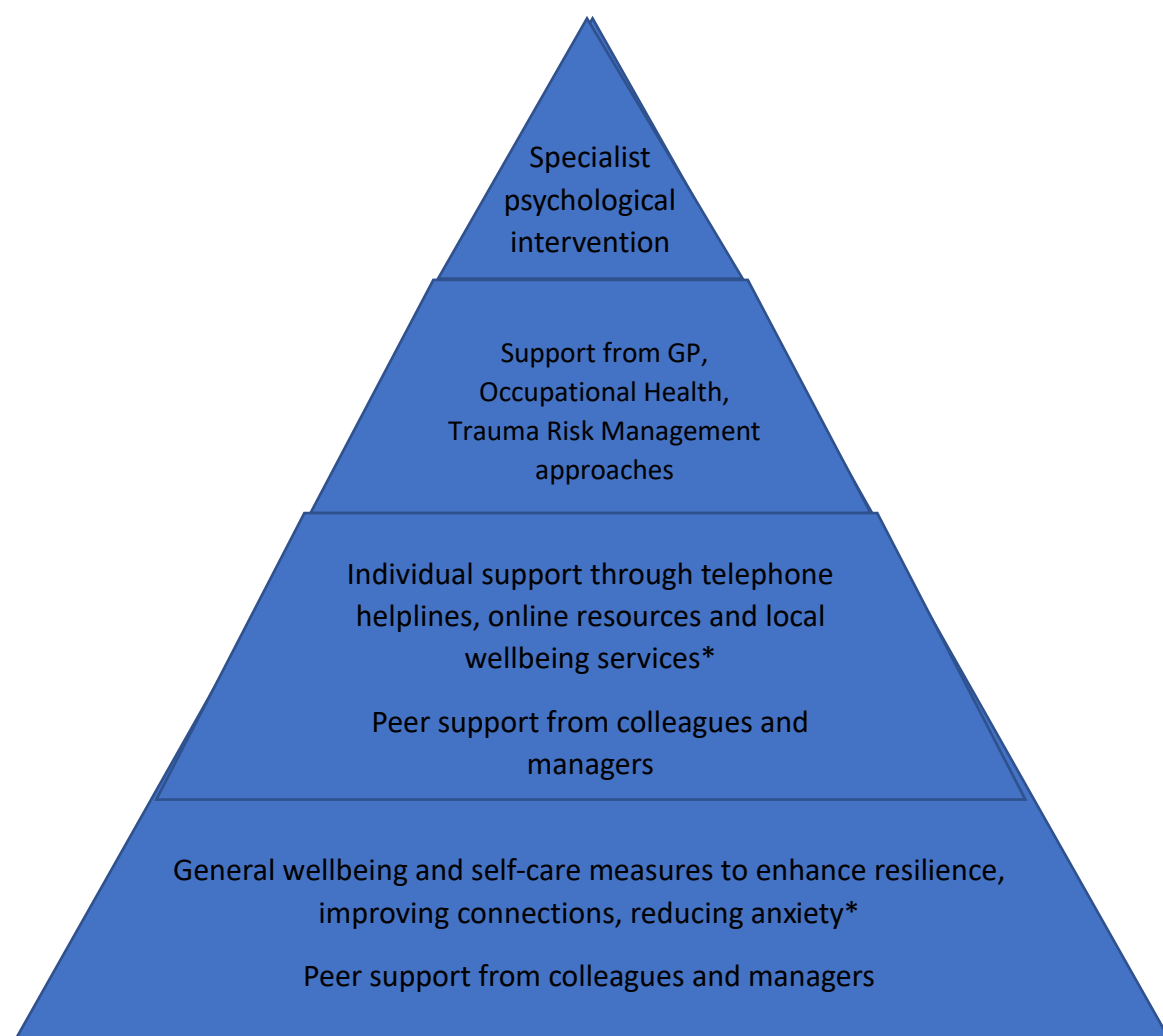 Specialist
psychological
intervention
Support from GP,
Occupational Health,
Trauma Risk Management
approaches
Individual support through telephone
helplines, online resources and local
wellbeing services*
Peer support from colleagues and
managers
General wellbeing and self-care measures to enhance resilience,
improving connections, reducing anxiety*
Peer support from colleagues and managers